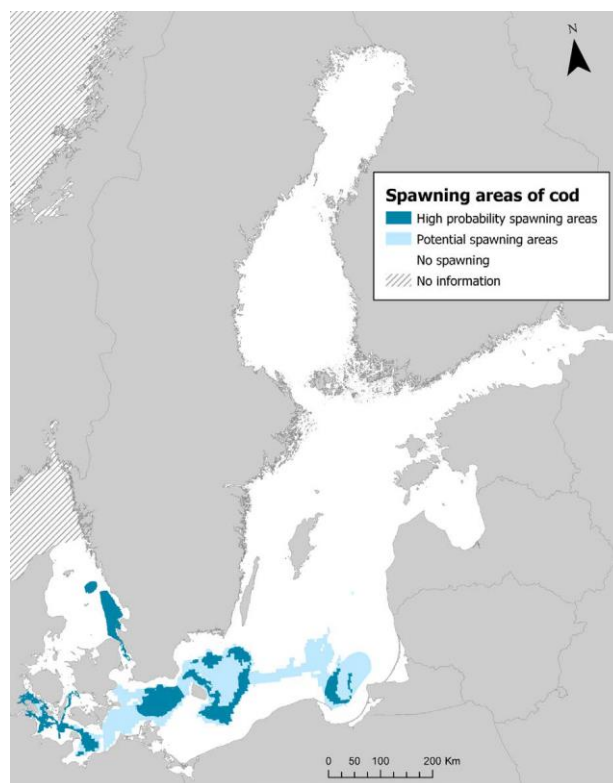 N
Spawning areas of cod
High probability spawning areas
Potential spawning areas
No spawning
No information
0 50 100 200 Km